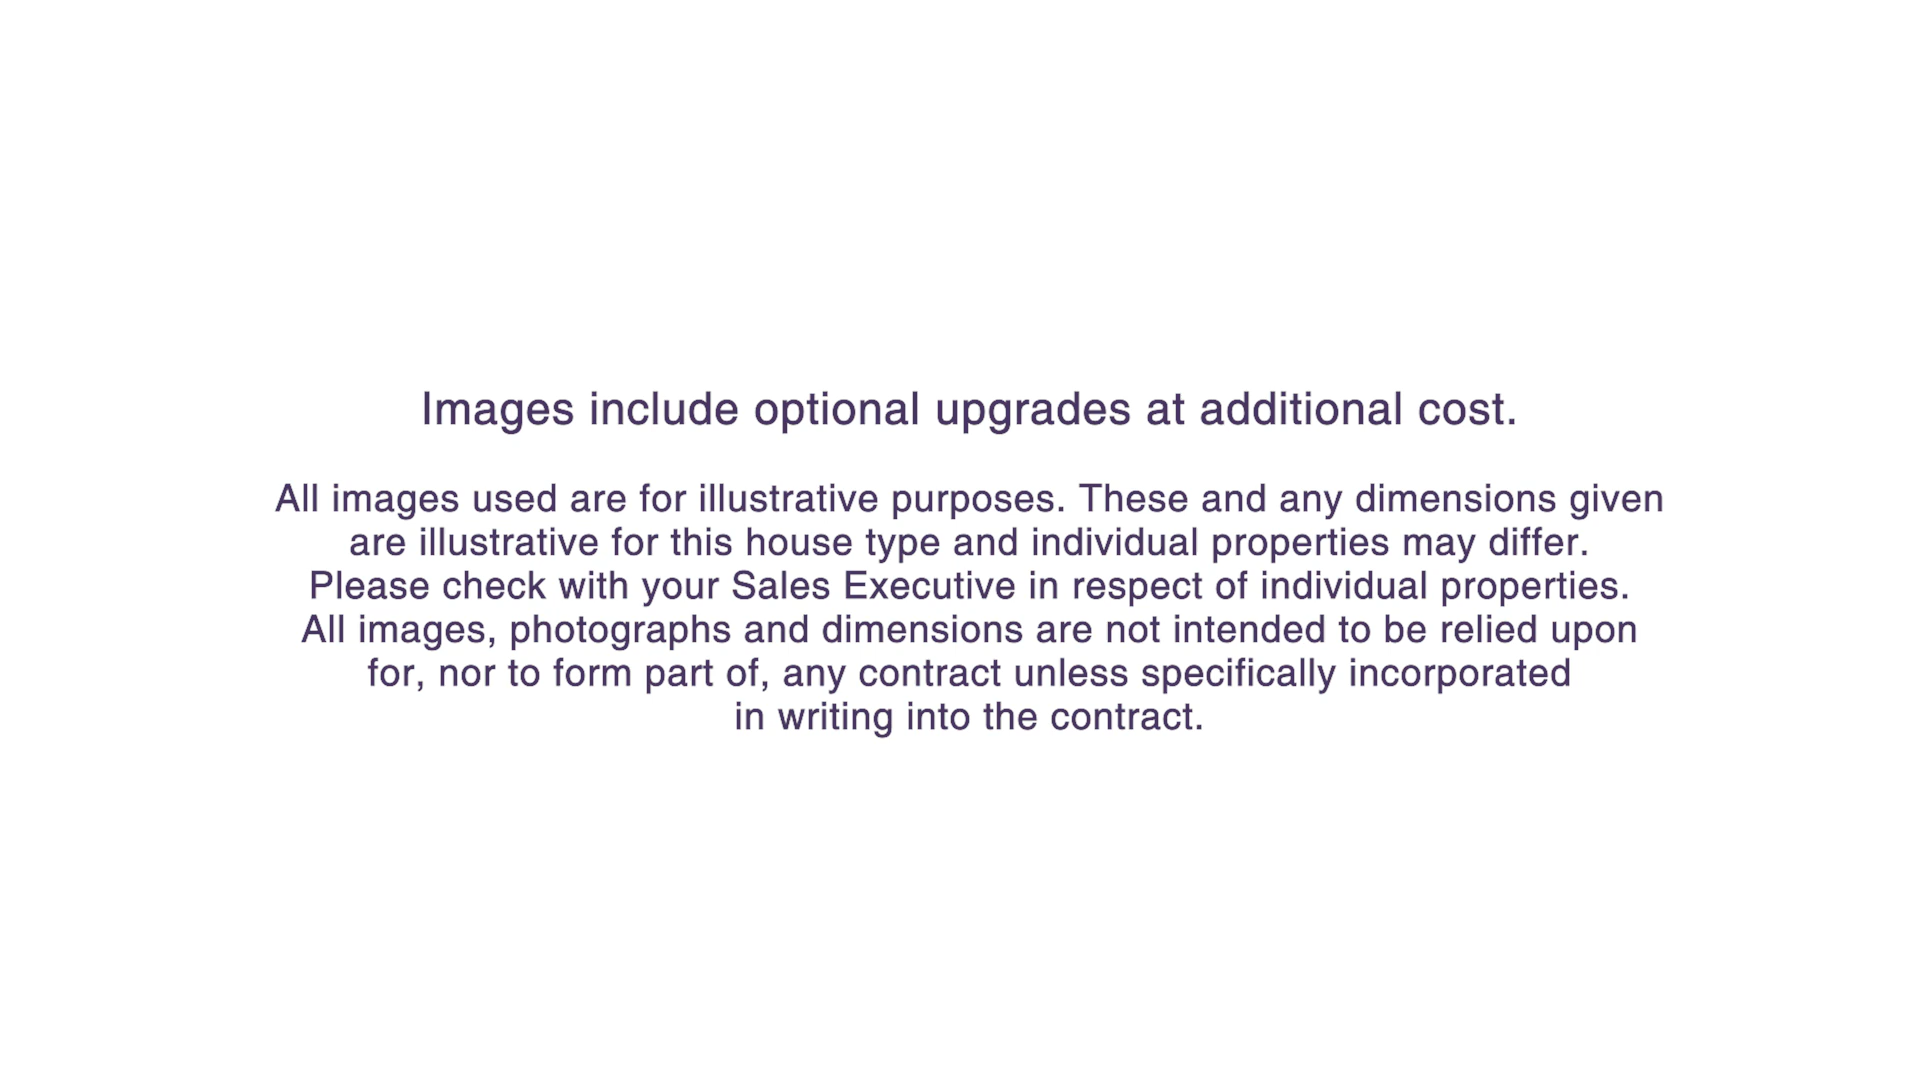 Images include optional upgrades at additional cost.
All images used are for illustrative purposes. These and any dimensions given
are illustrative for this house type and individual properties may differ.
Please check with your Sales Executive in respect of individual properties.
All images, photographs and dimensions are not intended to be relied upon
for, nor to form part of, any contract unless specifically incorporated
in writing into the contract.